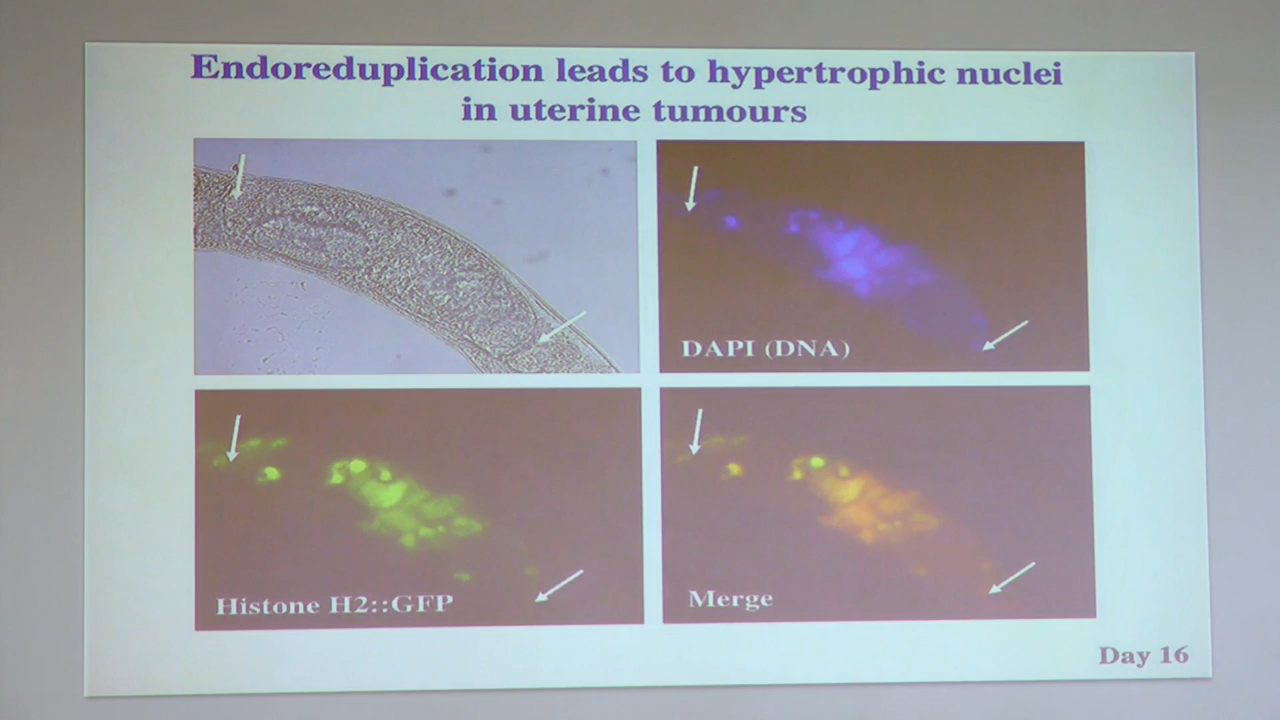 Endoreduplication leads to hypertrophic nuclei
in uterine tumours
DAPI (DNA)
Histone H2::GFP
Merge
Day 16